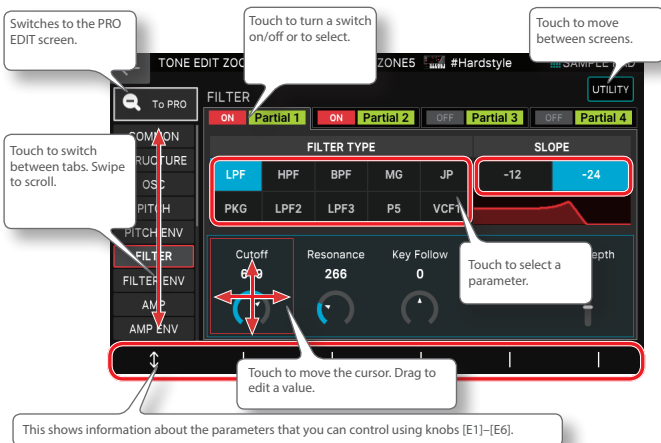 Switches to the PRO
EDIT screen.
Touch to turn a switch
on/off or to select.
Touch to move
between screens.
TONE EDIT ZOO
ZONE5
#Hardstyle
UTILITY
To PRO
FILTER
ON Partial 1 ON Partial 2 OFF Partial 3 OFF Partial 4
COMMON
FILTER TYPE SLOPE
Touch to switch
between tabs. Swipe
to scroll.
LPF HPF BPF MG JP -12 -24
OSC
PKG LPF2 LPF3 P5 VCF1
PITCH
PITCH ENV
FILTER
FILTER ENV
AMP
AMP ENV
Cutoff Resonance Key Follow
266 0
Touch to select a
parameter.
Touch to move the cursor. Drag to
edit a value.
This shows information about the parameters that you can control using knobs [E1]–[E6].